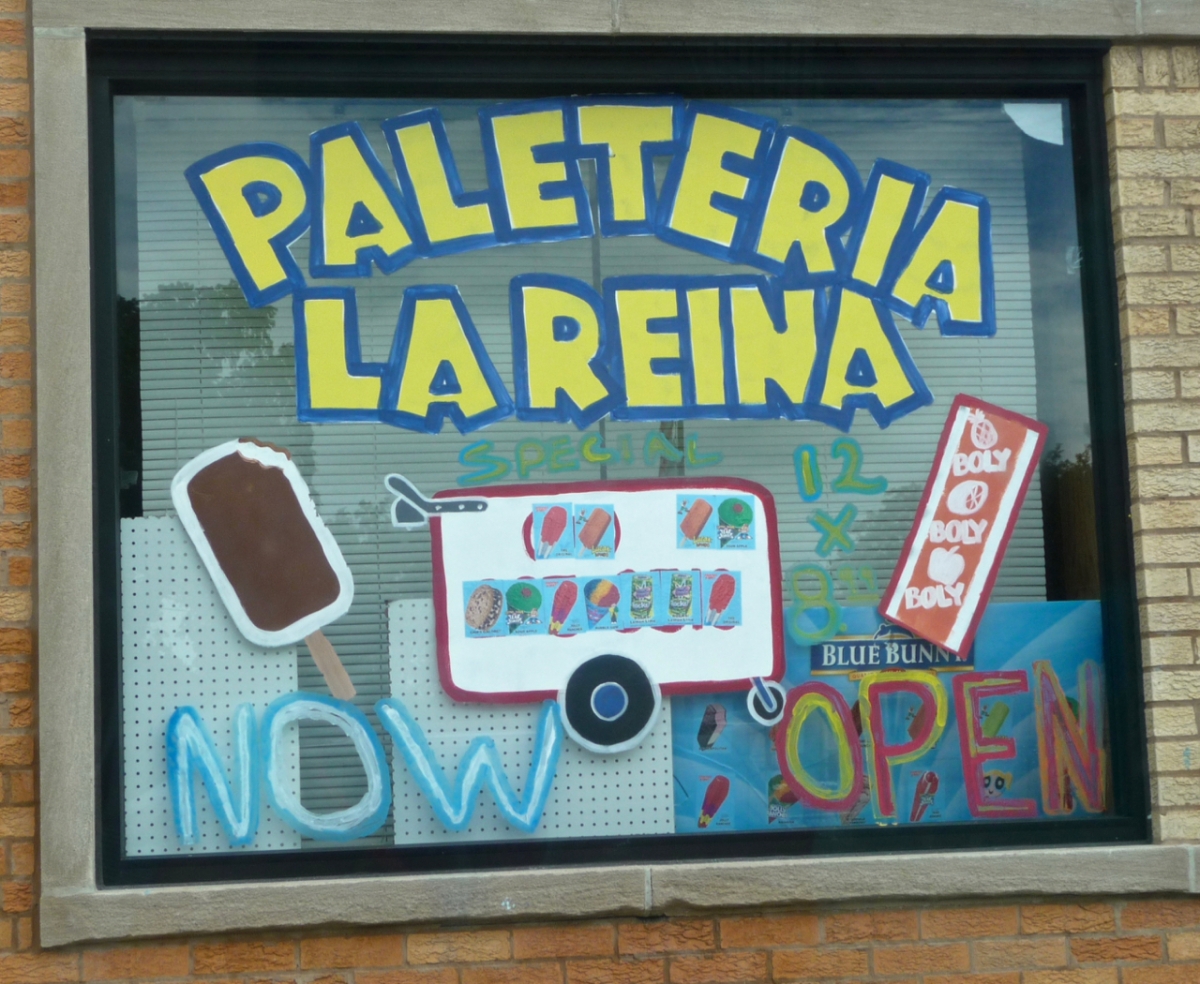 PALETERIA
LA REINA
SPECIAL
12
X
8"
BOLY
BOLY
BOLY
BLUE BUNNY
NOW OPEN